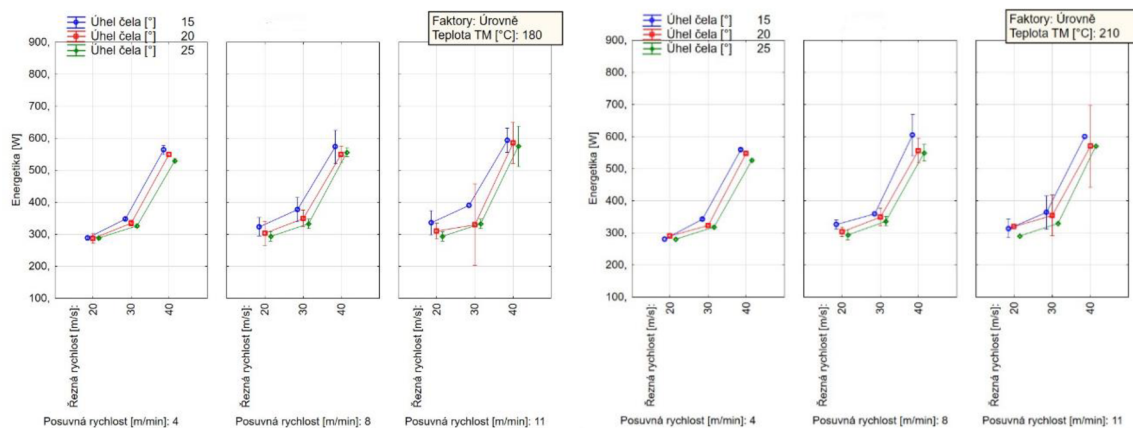 Úhel čela [°] 15
Úhel čela [°] 20
Úhel čela [°] 25
Faktory: Úrovně
Teplota TM [°C]: 180
900,
800,
700,
600,
500,
400,
300,
200,
100,
Energetika [W]
Řezná rychlost [m/s]:
20
30
40
Posuvná rychlost [m/min]: 4
Řezná rychlost [m/s]:
20
30
40
Posuvná rychlost [m/min]: 8
Řezná rychlost [m/s]:
20
30
40
Posuvná rychlost [m/min]: 11
Úhel čela [°] 15
Úhel čela [°] 20
Úhel čela [°] 25
Faktory: Úrovně
Teplota TM [°C]: 210
900,
800,
700,
600,
500,
400,
300,
200,
100,
Energetika [W]
Řezná rychlost [m/s]:
20
30
40
Posuvná rychlost [m/min]: 4
Řezná rychlost [m/s]:
20
30
40
Posuvná rychlost [m/min]: 8
Řezná rychlost [m/s]:
20
30
40
Posuvná rychlost [m/min]: 11